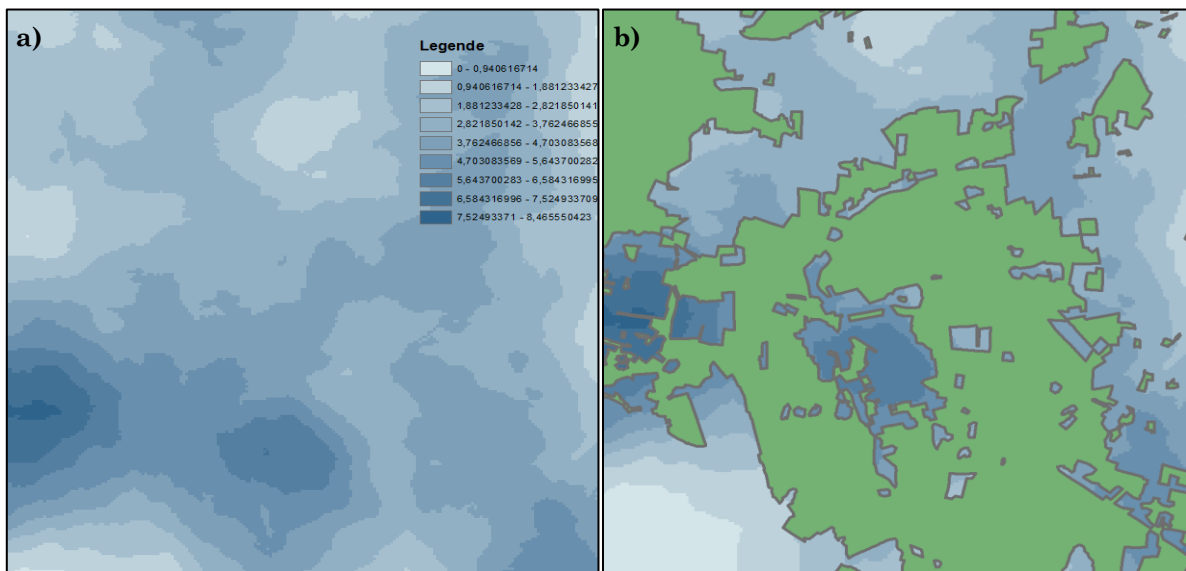 a)
Legende
0 - 0,940616714
0,940616714 - 1,881233427
1,881233428 - 2,821850141
2,821850142 - 3,762466855
3,762466856 - 4,703083568
4,703083569 - 5,643700282
5,643700283 - 6,584316995
6,584316996 - 7,524933709
7,52493371 - 8,465550423
b)